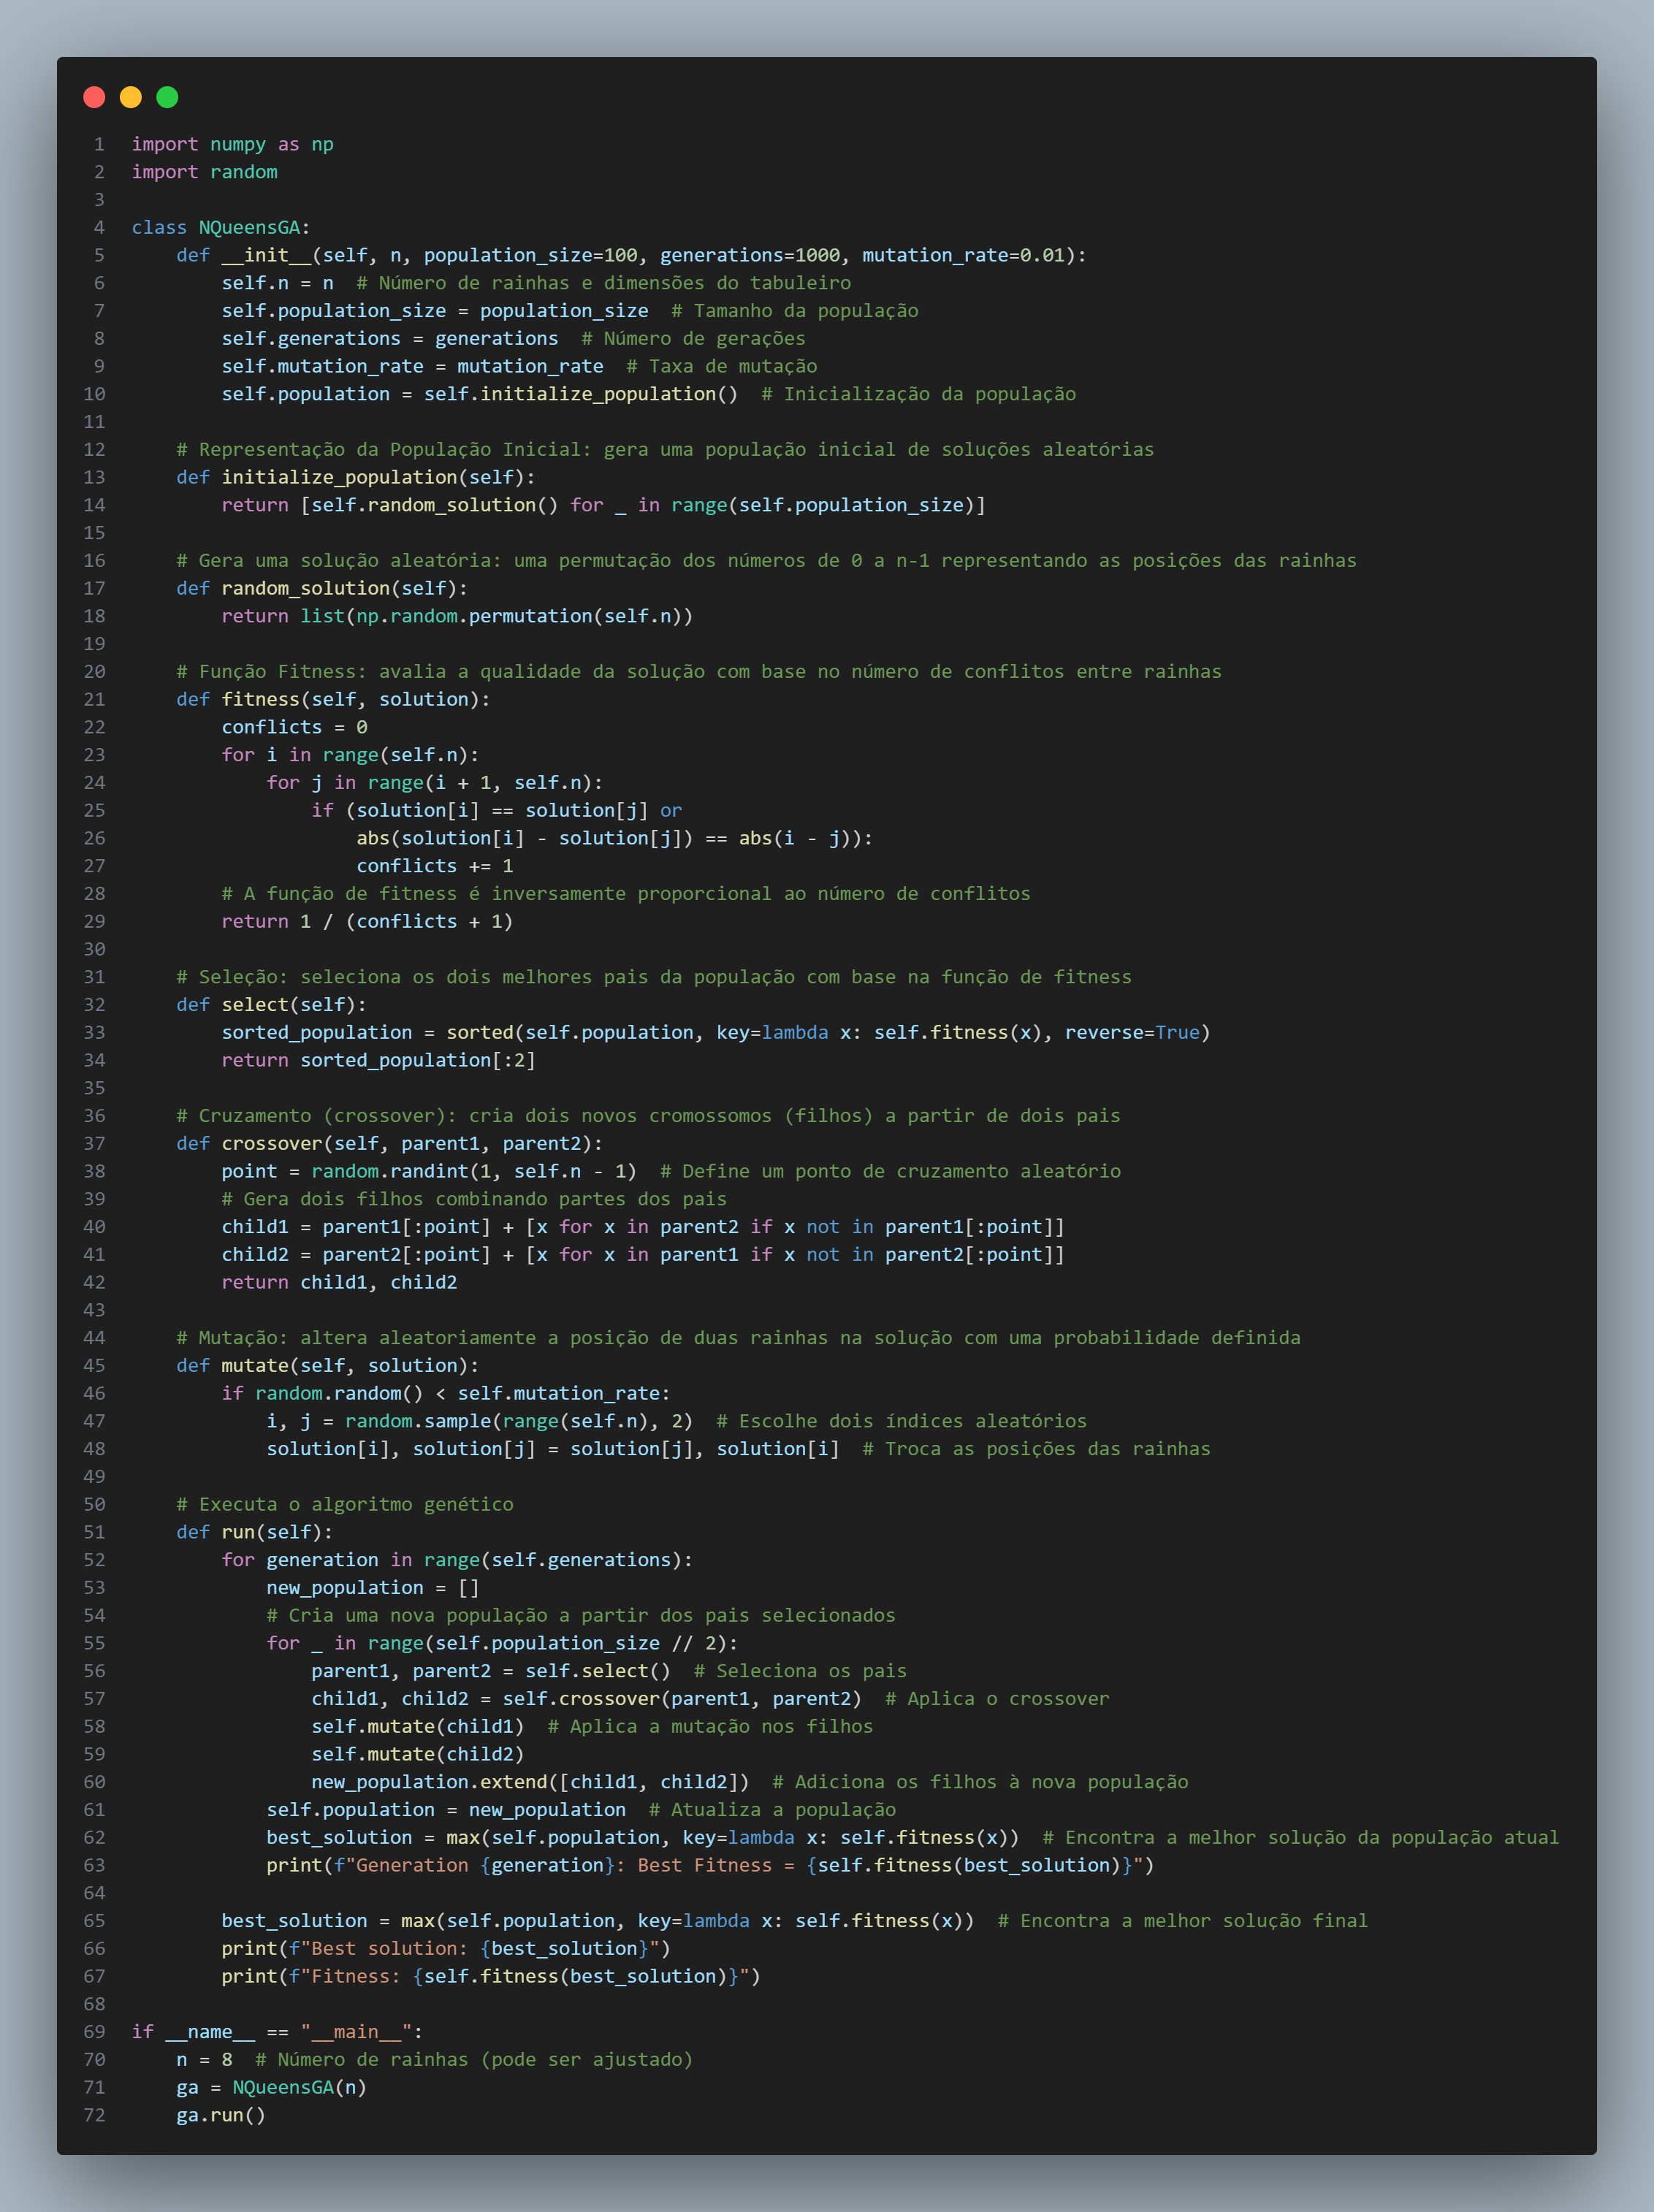 1 import numpy as np
2 import random
3
4 class NQueensGA:
5     def __init__(self, n, population_size=100, generations=1000, mutation_rate=0.01):
6         self.n = n  # Número de rainhas e dimensões do tabuleiro
7         self.population_size = population_size  # Tamanho da população
8         self.generations = generations  # Número de gerações
9         self.mutation_rate = mutation_rate  # Taxa de mutação
10         self.population = self.initialize_population()  # Inicialização da população
11
12     # Representação da População Inicial: gera uma população inicial de soluções aleatórias
13     def initialize_population(self):
14         return [self.random_solution() for _ in range(self.population_size)]
15
16     # Gera uma solução aleatória: uma permutação dos números de 0 a n-1 representando as posições das rainhas
17     def random_solution(self):
18         return list(np.random.permutation(self.n))
19
20     # Função Fitness: avalia a qualidade da solução com base no número de conflitos entre rainhas
21     def fitness(self, solution):
22         conflicts = 0
23         for i in range(self.n):
24             for j in range(i + 1, self.n):
25                 if (solution[i] == solution[j] or
26                     abs(solution[i] - solution[j]) == abs(i - j)):
27                     conflicts += 1
28         # A função de fitness é inversamente proporcional ao número de conflitos
29         return 1 / (conflicts + 1)
30
31     # Seleção: seleciona os dois melhores pais da população com base na função de fitness
32     def select(self):
33         sorted_population = sorted(self.population, key=lambda x: self.fitness(x), reverse=True)
34         return sorted_population[:2]
35
36     # Cruzamento (crossover): cria dois novos cromossomos (filhos) a partir de dois pais
37     def crossover(self, parent1, parent2):
38         point = random.randint(1, self.n - 1)  # Define um ponto de cruzamento aleatório
39         # Gera dois filhos combinando partes dos pais
40         child1 = parent1[:point] + [x for x in parent2 if x not in parent1[:point]]
41         child2 = parent2[:point] + [x for x in parent1 if x not in parent2[:point]]
42         return child1, child2
43
44     # Mutação: altera aleatoriamente a posição de duas rainhas na solução com uma probabilidade definida
45     def mutate(self, solution):
46         if random.random() < self.mutation_rate:
47             i, j = random.sample(range(self.n), 2)  # Escolhe dois índices aleatórios
48             solution[i], solution[j] = solution[j], solution[i]  # Troca as posições das rainhas
49
50     # Executa o algoritmo genético
51     def run(self):
52         for generation in range(self.generations):
53             new_population = []
54             # Cria uma nova população a partir dos pais selecionados
55             for _ in range(self.population_size // 2):
56                 parent1, parent2 = self.select()  # Seleciona os pais
57                 child1, child2 = self.crossover(parent1, parent2)  # Aplica o crossover
58                 self.mutate(child1)  # Aplica a mutação nos filhos
59                 self.mutate(child2)
60                 new_population.extend([child1, child2])  # Adiciona os filhos à nova população
61             self.population = new_population  # Atualiza a população
62             best_solution = max(self.population, key=lambda x: self.fitness(x))  # Encontra a melhor solução da população atual
63             print(f"Generation {generation}: Best Fitness = {self.fitness(best_solution)}")
64
65         best_solution = max(self.population, key=lambda x: self.fitness(x))  # Encontra a melhor solução final
66         print(f"Best solution: {best_solution}")
67         print(f"Fitness: {self.fitness(best_solution)}")
68
69 if __name__ == "__main__":
70     n = 8  # Número de rainhas (pode ser ajustado)
71     ga = NQueensGA(n)
72     ga.run()